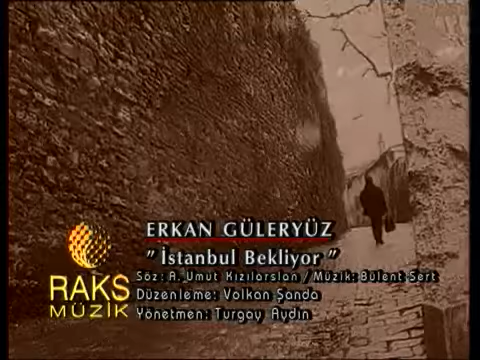 ERKAN GÜLERYÜZ
" İstanbul Bekliyor "
Söz: A. Umut Kızılarslan / Müzik: Bülent Sert
Düzenleme: Volkan Şanda
Yönetmen: Turgay Aydın
RAKS
MÜZİK